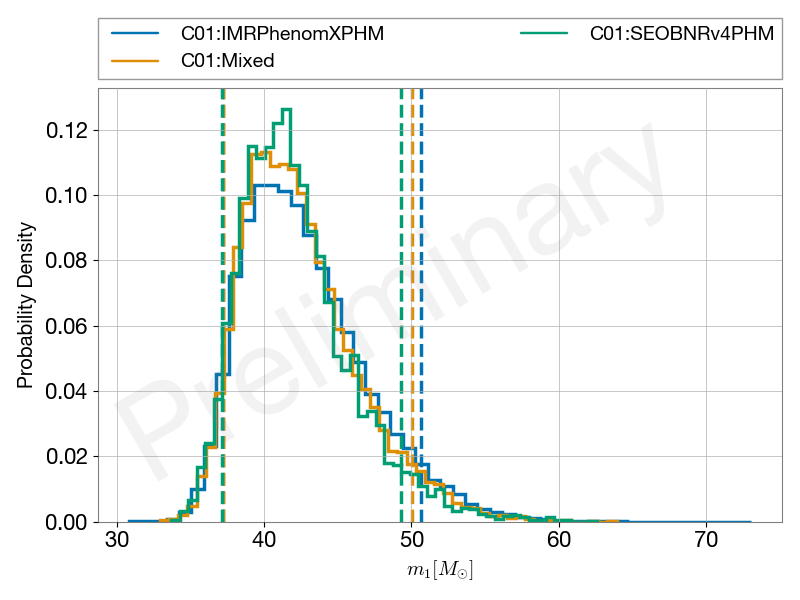 C01:IMRPhenomXPHM
C01:Mixed
C01:SEOBNRv4PHM
Preliminary
Probability Density
0.12
0.10
0.08
0.06
0.04
0.02
0.00
30 40 50 60 70
m₁[M☉]